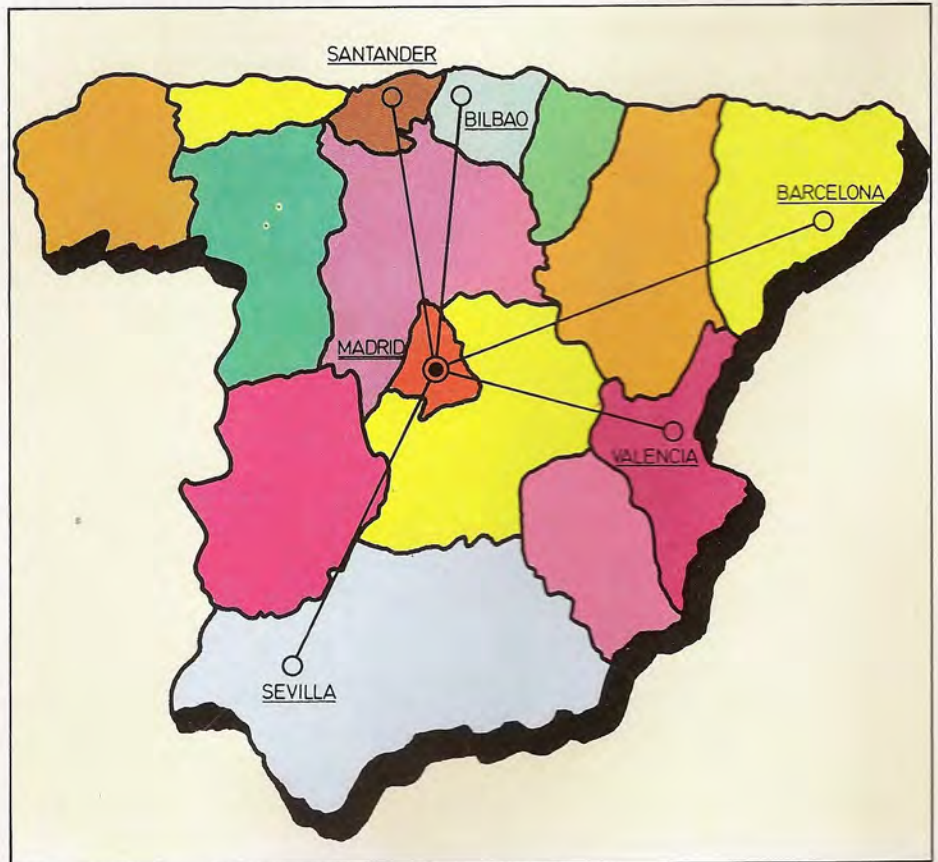 SANTANDER
BILBAO
BARCELONA
MADRID
VALENCIA
SEVILLA